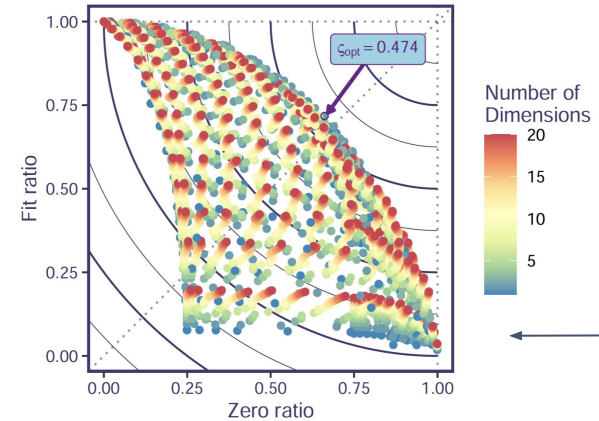 1.00
0.75
0.50
0.25
0.00
Fit ratio
0.00 0.25 0.50 0.75 1.00
Zero ratio
ςopt = 0.474
Number of
Dimensions
20
15
10
5